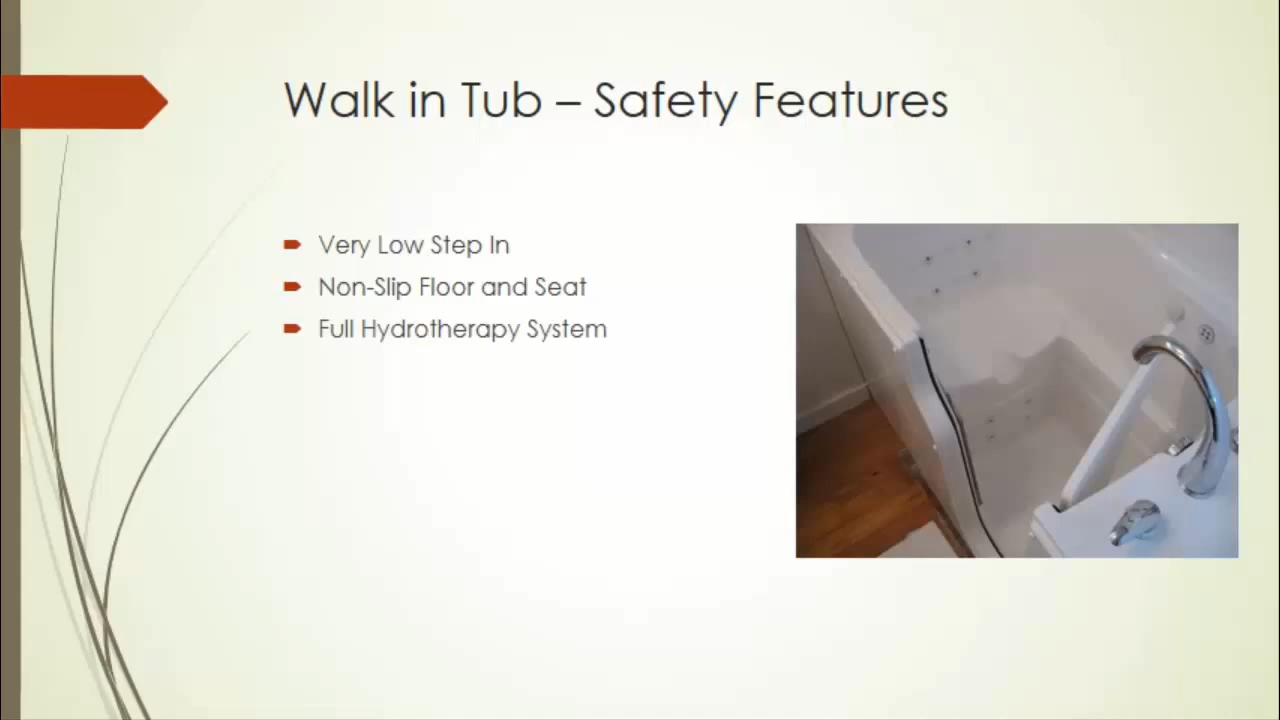 Walk in Tub – Safety Features
Very Low Step In
Non-Slip Floor and Seat
Full Hydrotherapy System